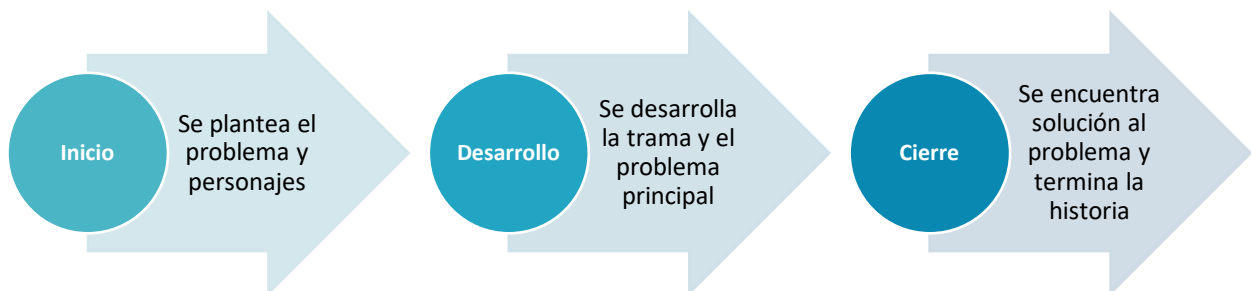 Inicio
Se plantea el
problema y
personajes
Desarrollo
Se desarrolla
la trama y el
problema
principal
Cierre
Se encuentra
solución al
problema y
termina la
historia